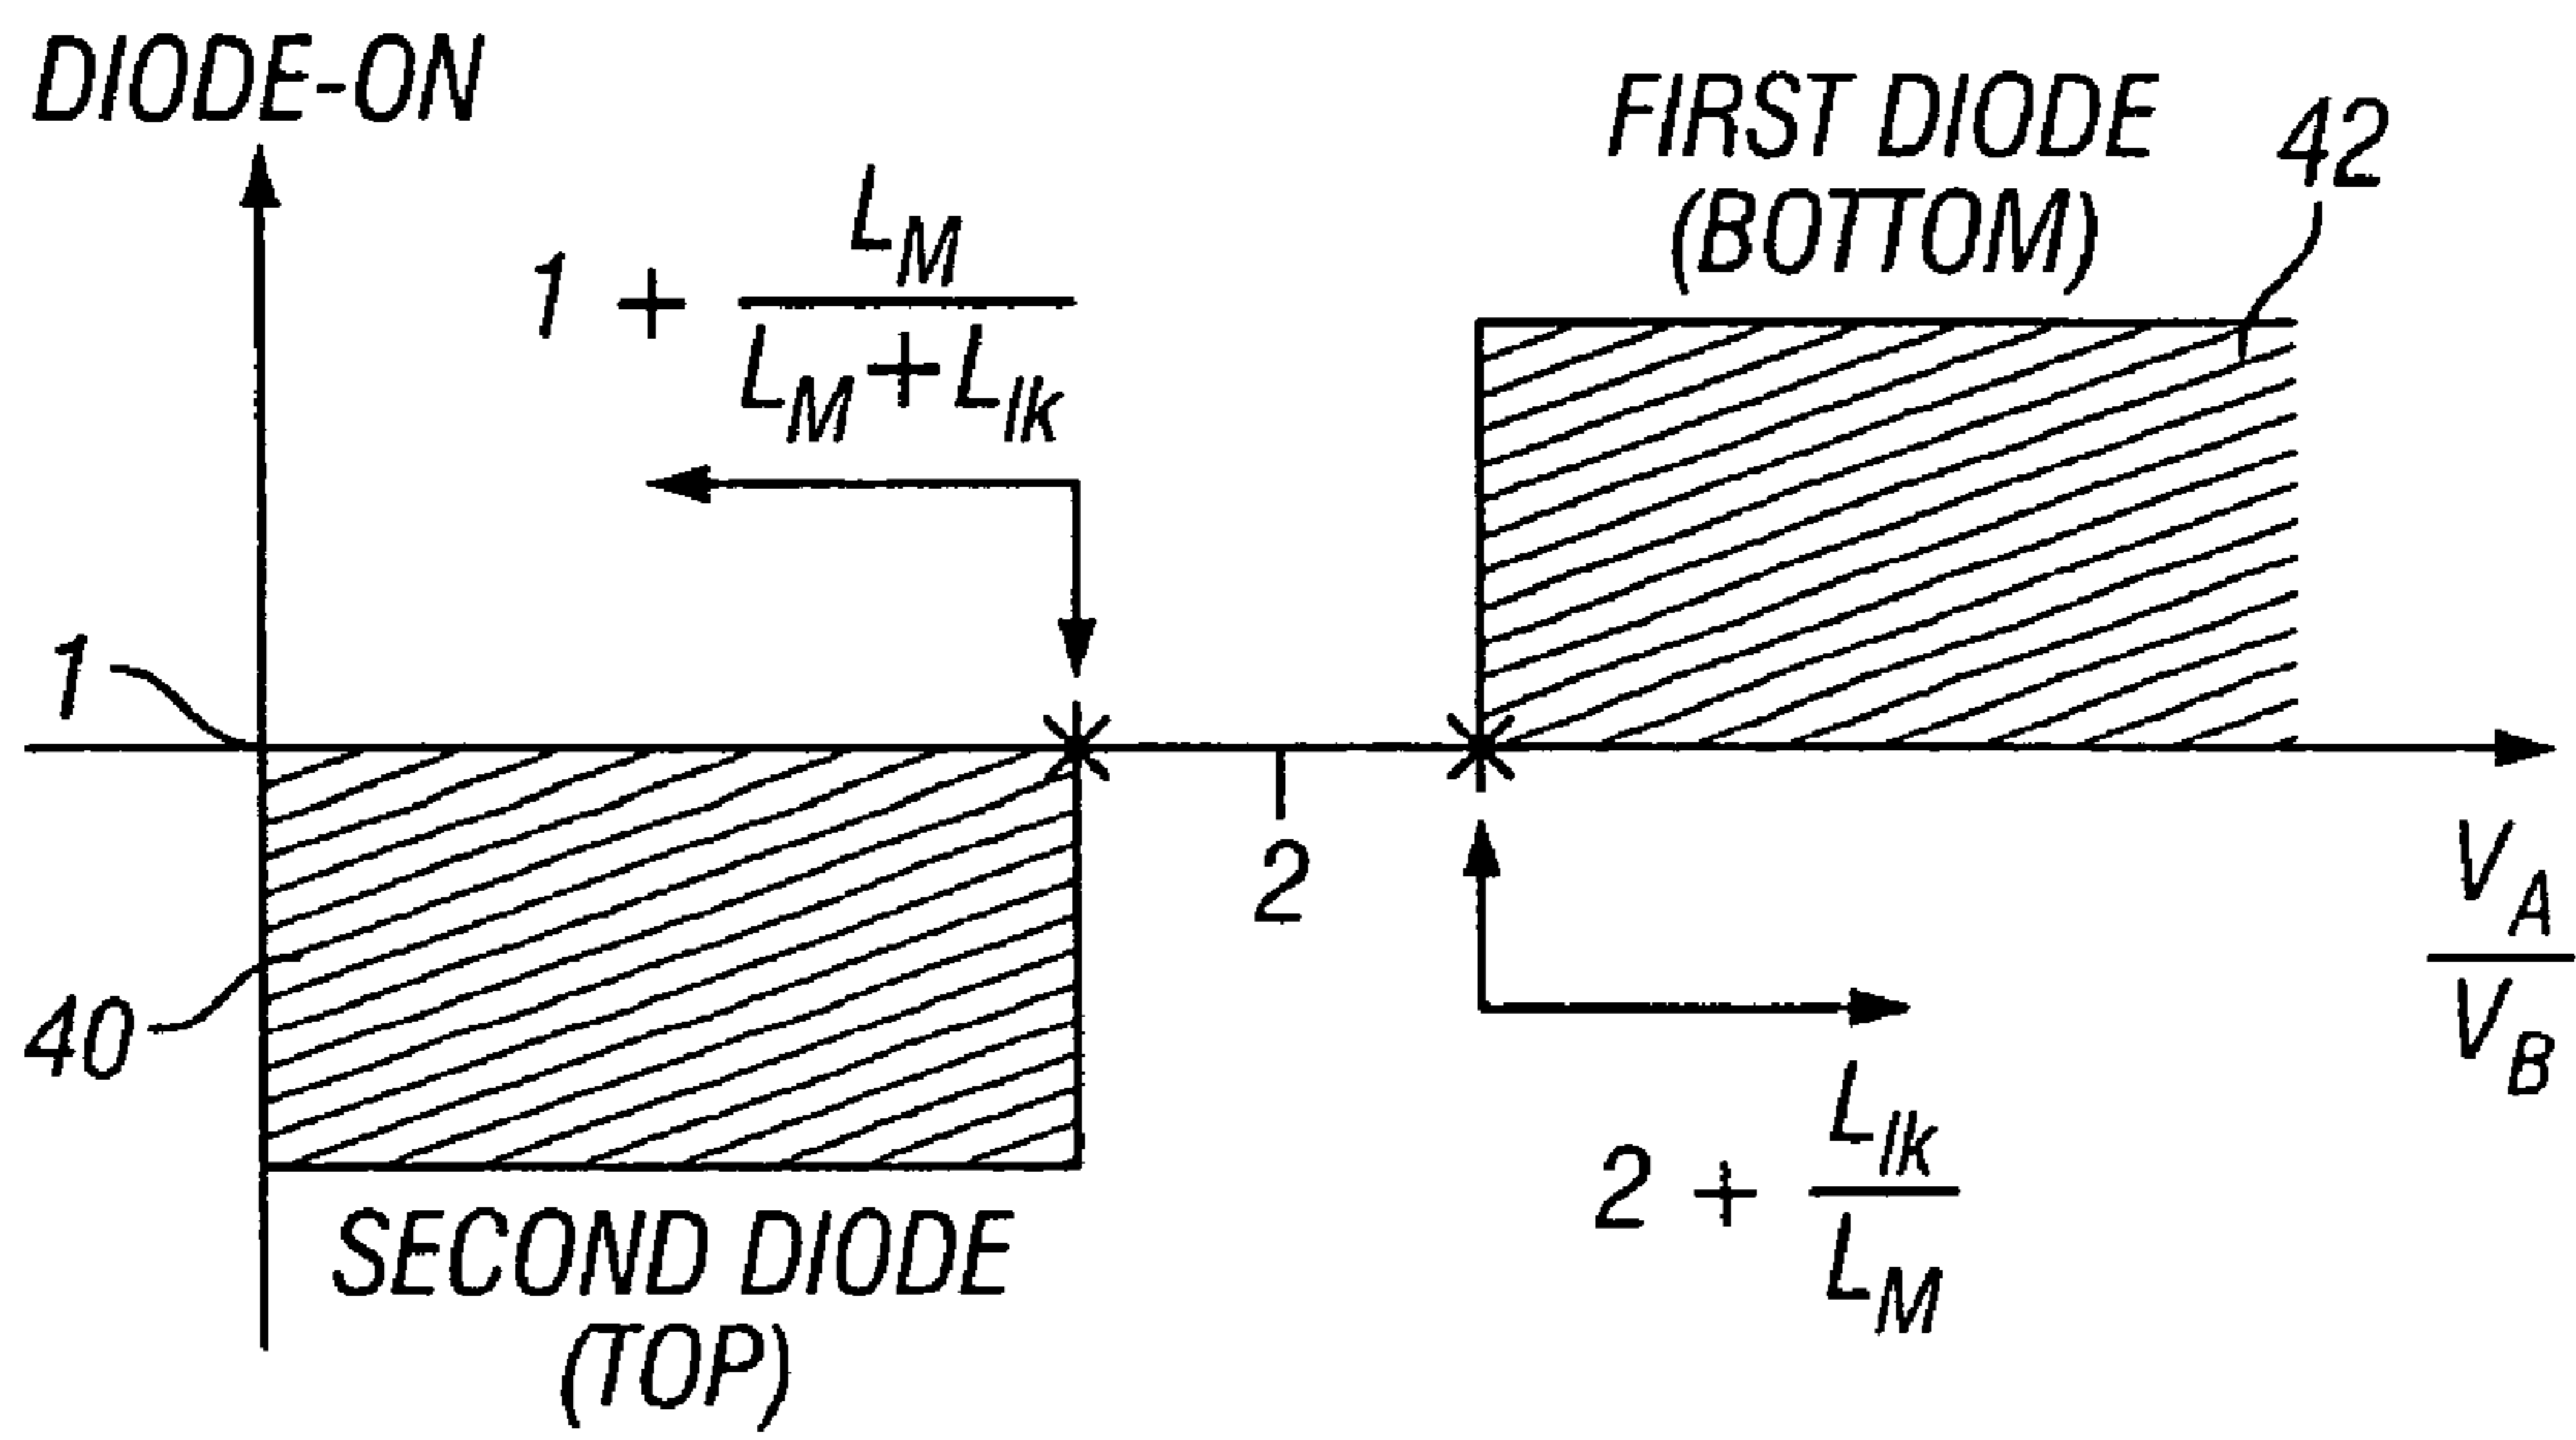 DIODE-ON
FIRST DIODE
(BOTTOM)
42
1 + L_M / (L_M + L_lk)
1
2
40
V_A / V_B
2 + L_lk / L_M
SECOND DIODE
(TOP)